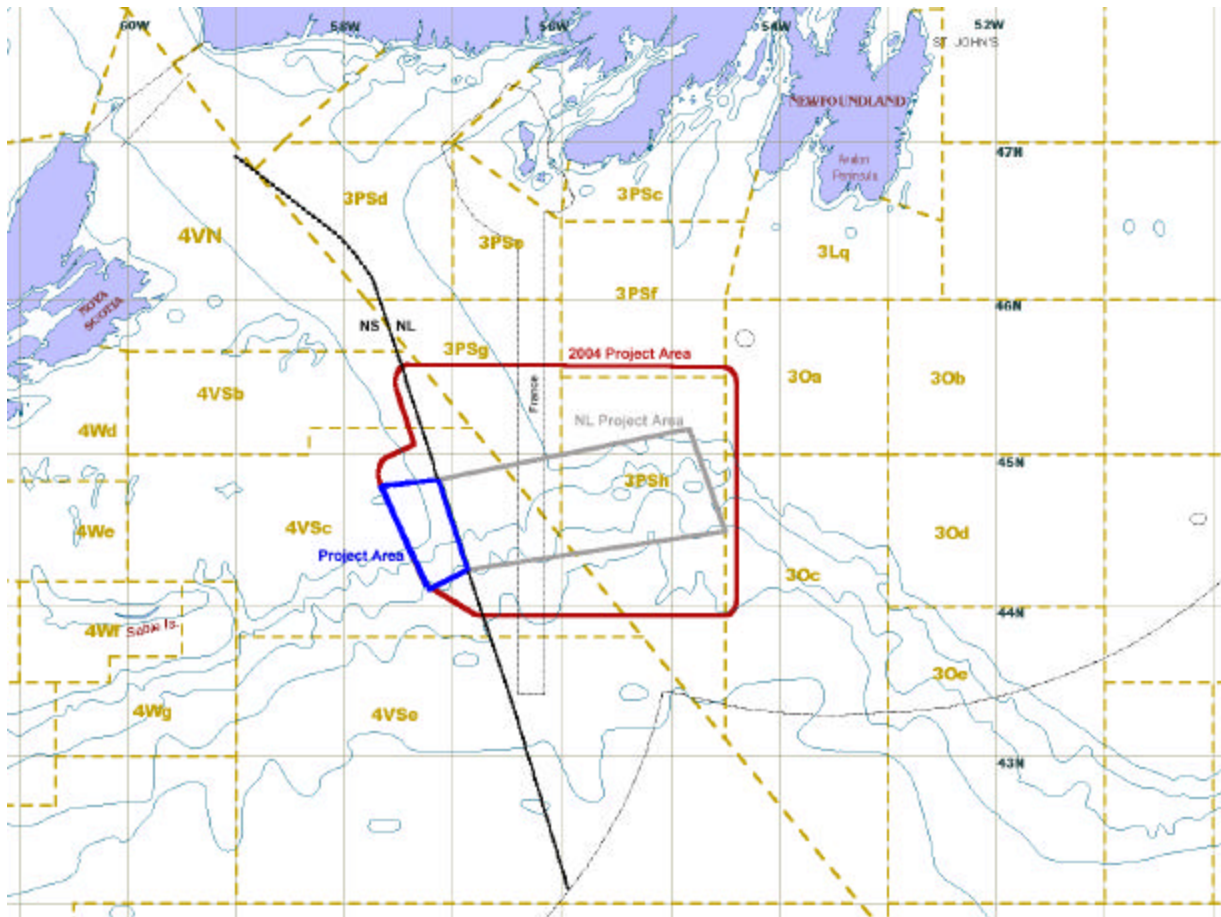 60W
58W
56W
54W
52W
ST JOHN'S
NEWFOUNDLAND
47N
Avalon
Peninsula
3PSd
3PSc
4VN
3PSe
3Lq
3PSf
NOVA
SCOTIA
46N
NS
NL
3PSg
2004 Project Area
3Oa
3Ob
4VSb
France
NL Project Area
4Wd
45N
3PSh
4We
4VSc
3Od
Project Area
3Oc
44N
4Wf
Sable Is.
3Oe
4Wg
4VSe
43N